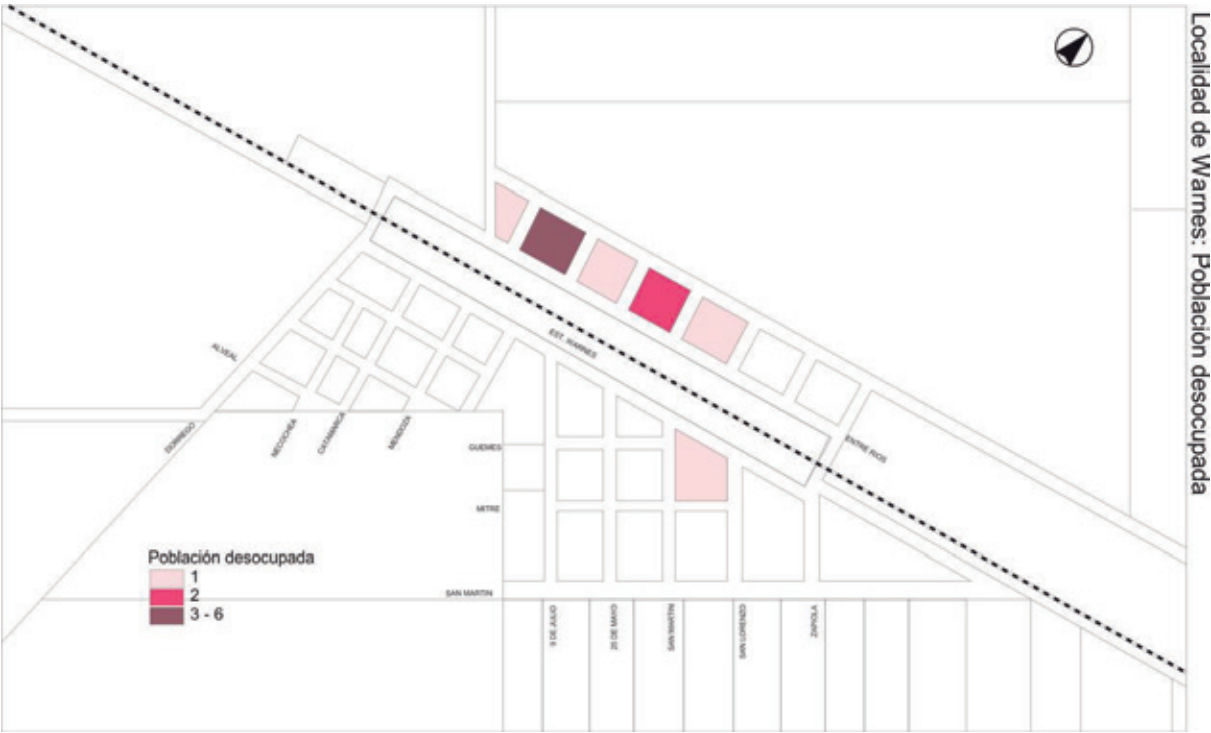 Localidad de Warnes: Población desocupada
EST. WARNES
ENTRE RIOS
ALVEAL
DORREGO
NECOCHEA
CATAMARCA
MENDOZA
GUEMES
MITRE
SAN MARTIN
9 DE JULIO
25 DE MAYO
SAN MARTIN
SAN LORENZO
ZAPIOLA
Población desocupada
1
2
3 - 6